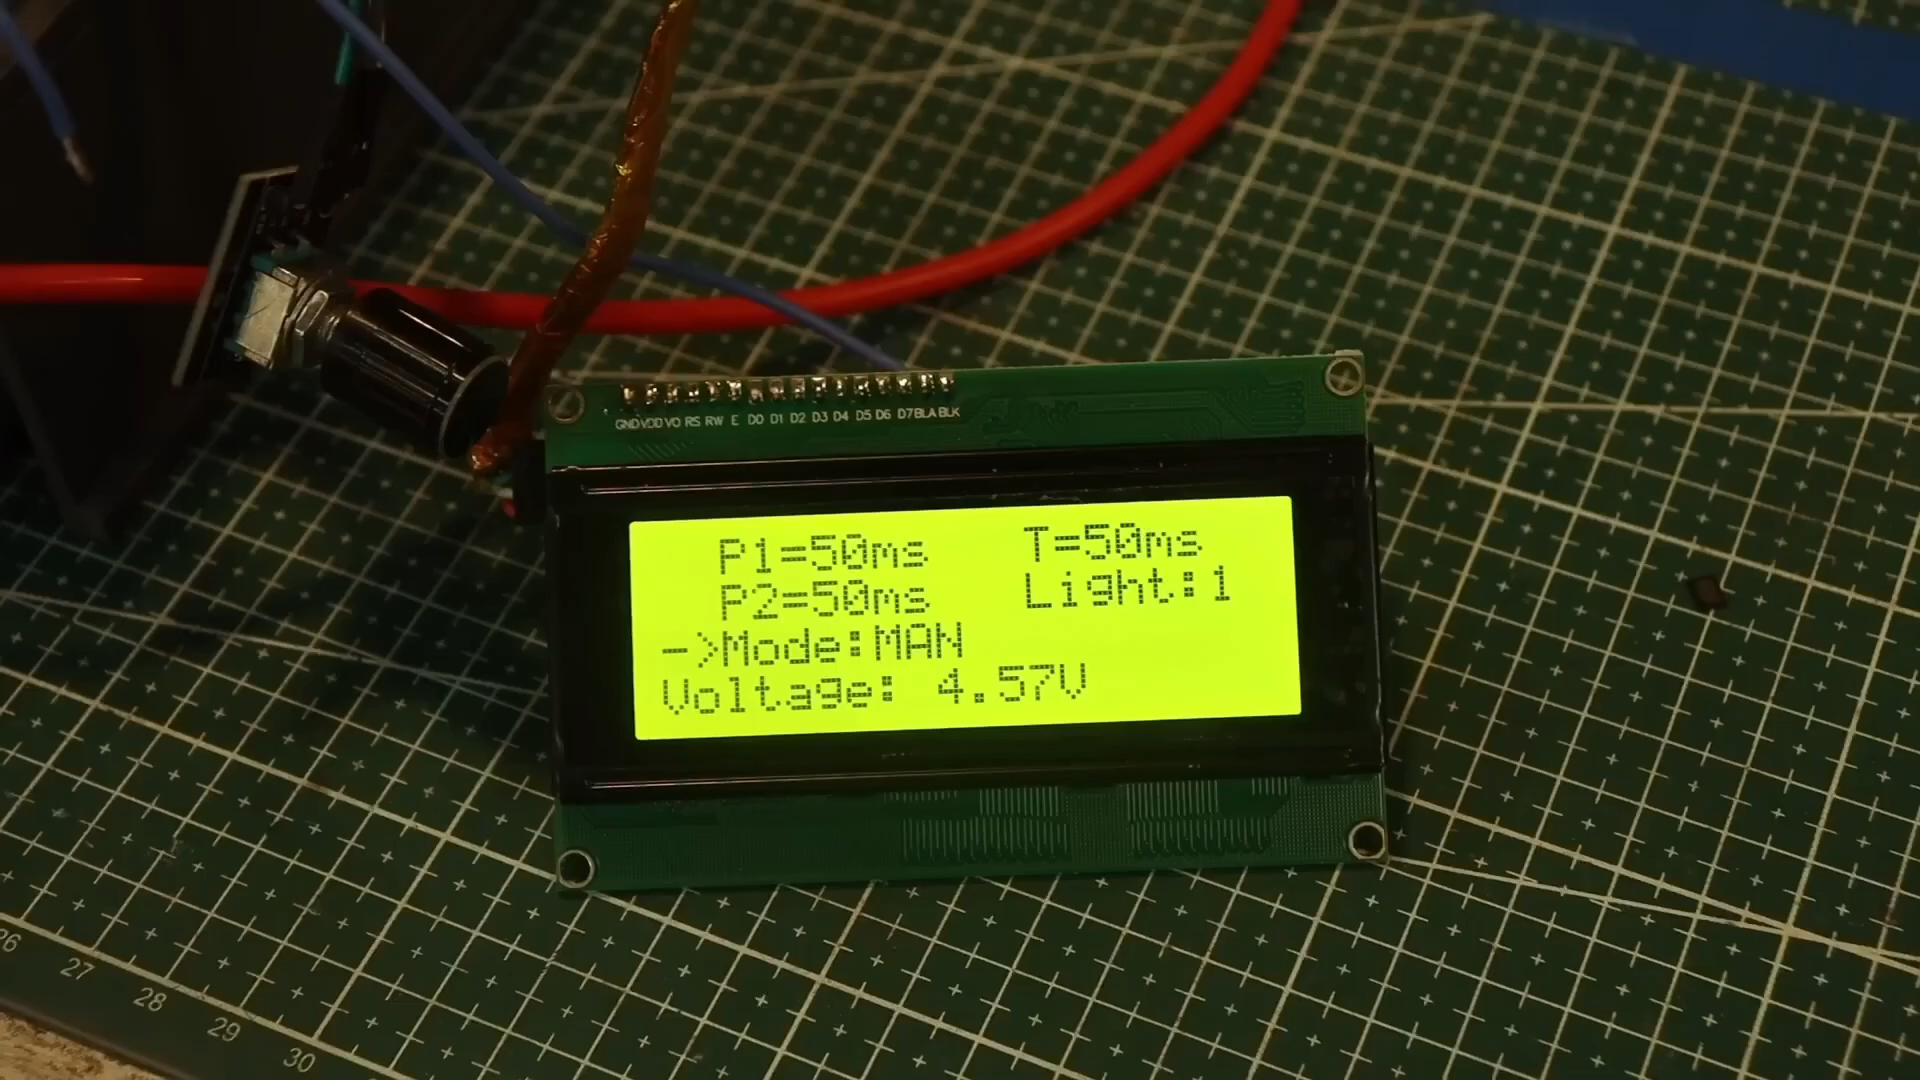 GND VDD VO RS RW E D0 D1 D2 D3 D4 D5 D6 D7 BLA BLK
P1=50ms T=50ms
P2=50ms Light:1
->Mode:MAN
Voltage: 4.57V
26 27 28 29 30